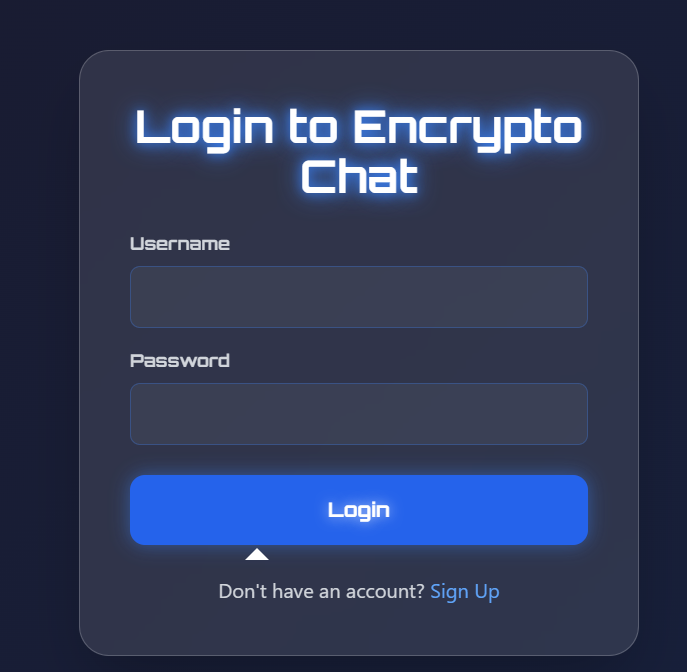 Login to Encrypto
Chat
Username
Password
Login
Don't have an account? Sign Up